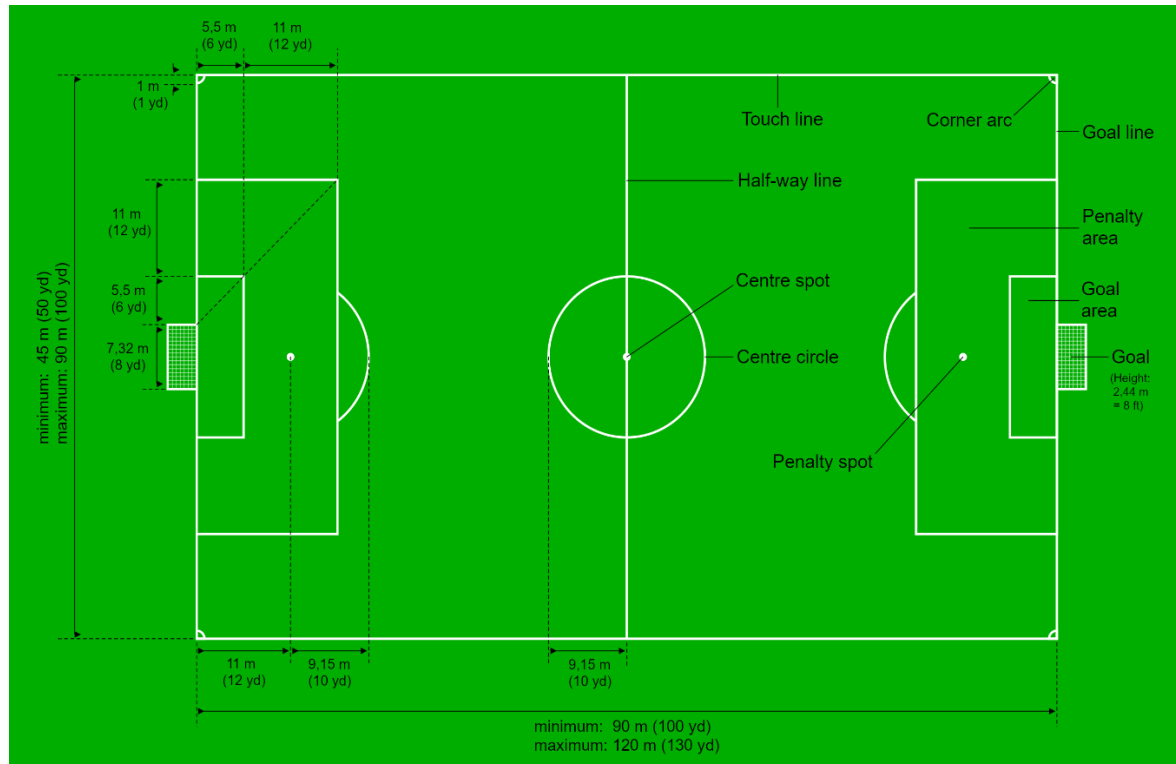 5,5 m
(6 yd)
11 m
(12 yd)
1 m
(1 yd)
Touch line
Corner arc
Goal line
Half-way line
11 m
(12 yd)
Penalty
area
5,5 m
(6 yd)
Centre spot
Goal
area
7,32 m
(8 yd)
Centre circle
Goal
(Height:
2,44 m
= 8 ft)
minimum: 45 m (50 yd)
maximum: 90 m (100 yd)
Penalty spot
11 m
(12 yd)
9,15 m
(10 yd)
9,15 m
(10 yd)
minimum: 90 m (100 yd)
maximum: 120 m (130 yd)